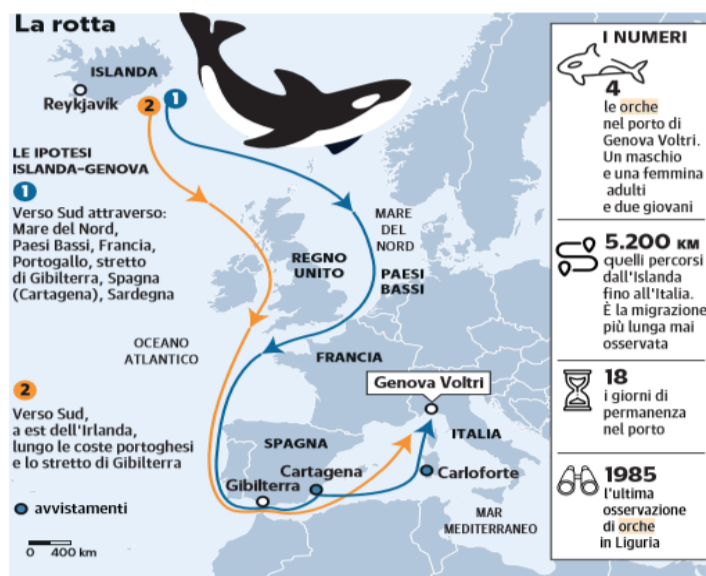 La rotta
ISLANDA
Reykjavík
2
1
LE IPOTESI
ISLANDA-GENOVA
1
Verso Sud attraverso:
Mare del Nord,
Paesi Bassi, Francia,
Portogallo, stretto
di Gibilterra, Spagna
(Cartagena), Sardegna
MARE
DEL
NORD
REGNO
UNITO
PAESI
BASSI
OCEANO
ATLANTICO
FRANCIA
Genova Voltri
2
Verso Sud,
a est dell'Irlanda,
lungo le coste portoghesi
e lo stretto di Gibilterra
SPAGNA
ITALIA
Cartagena
Carloforte
Gibilterra
avvistamenti
MAR
MEDITERRANEO
0 400 km
I NUMERI
4
le orche
nel porto di
Genova Voltri.
Un maschio
e una femmina
adulti
e due giovani
5.200 KM
quelli percorsi
dall'Islanda
fino all'Italia.
È la migrazione
più lunga mai
osservata
18
i giorni di
permanenza
nel porto
1985
l'ultima
osservazione
di orche
in Liguria